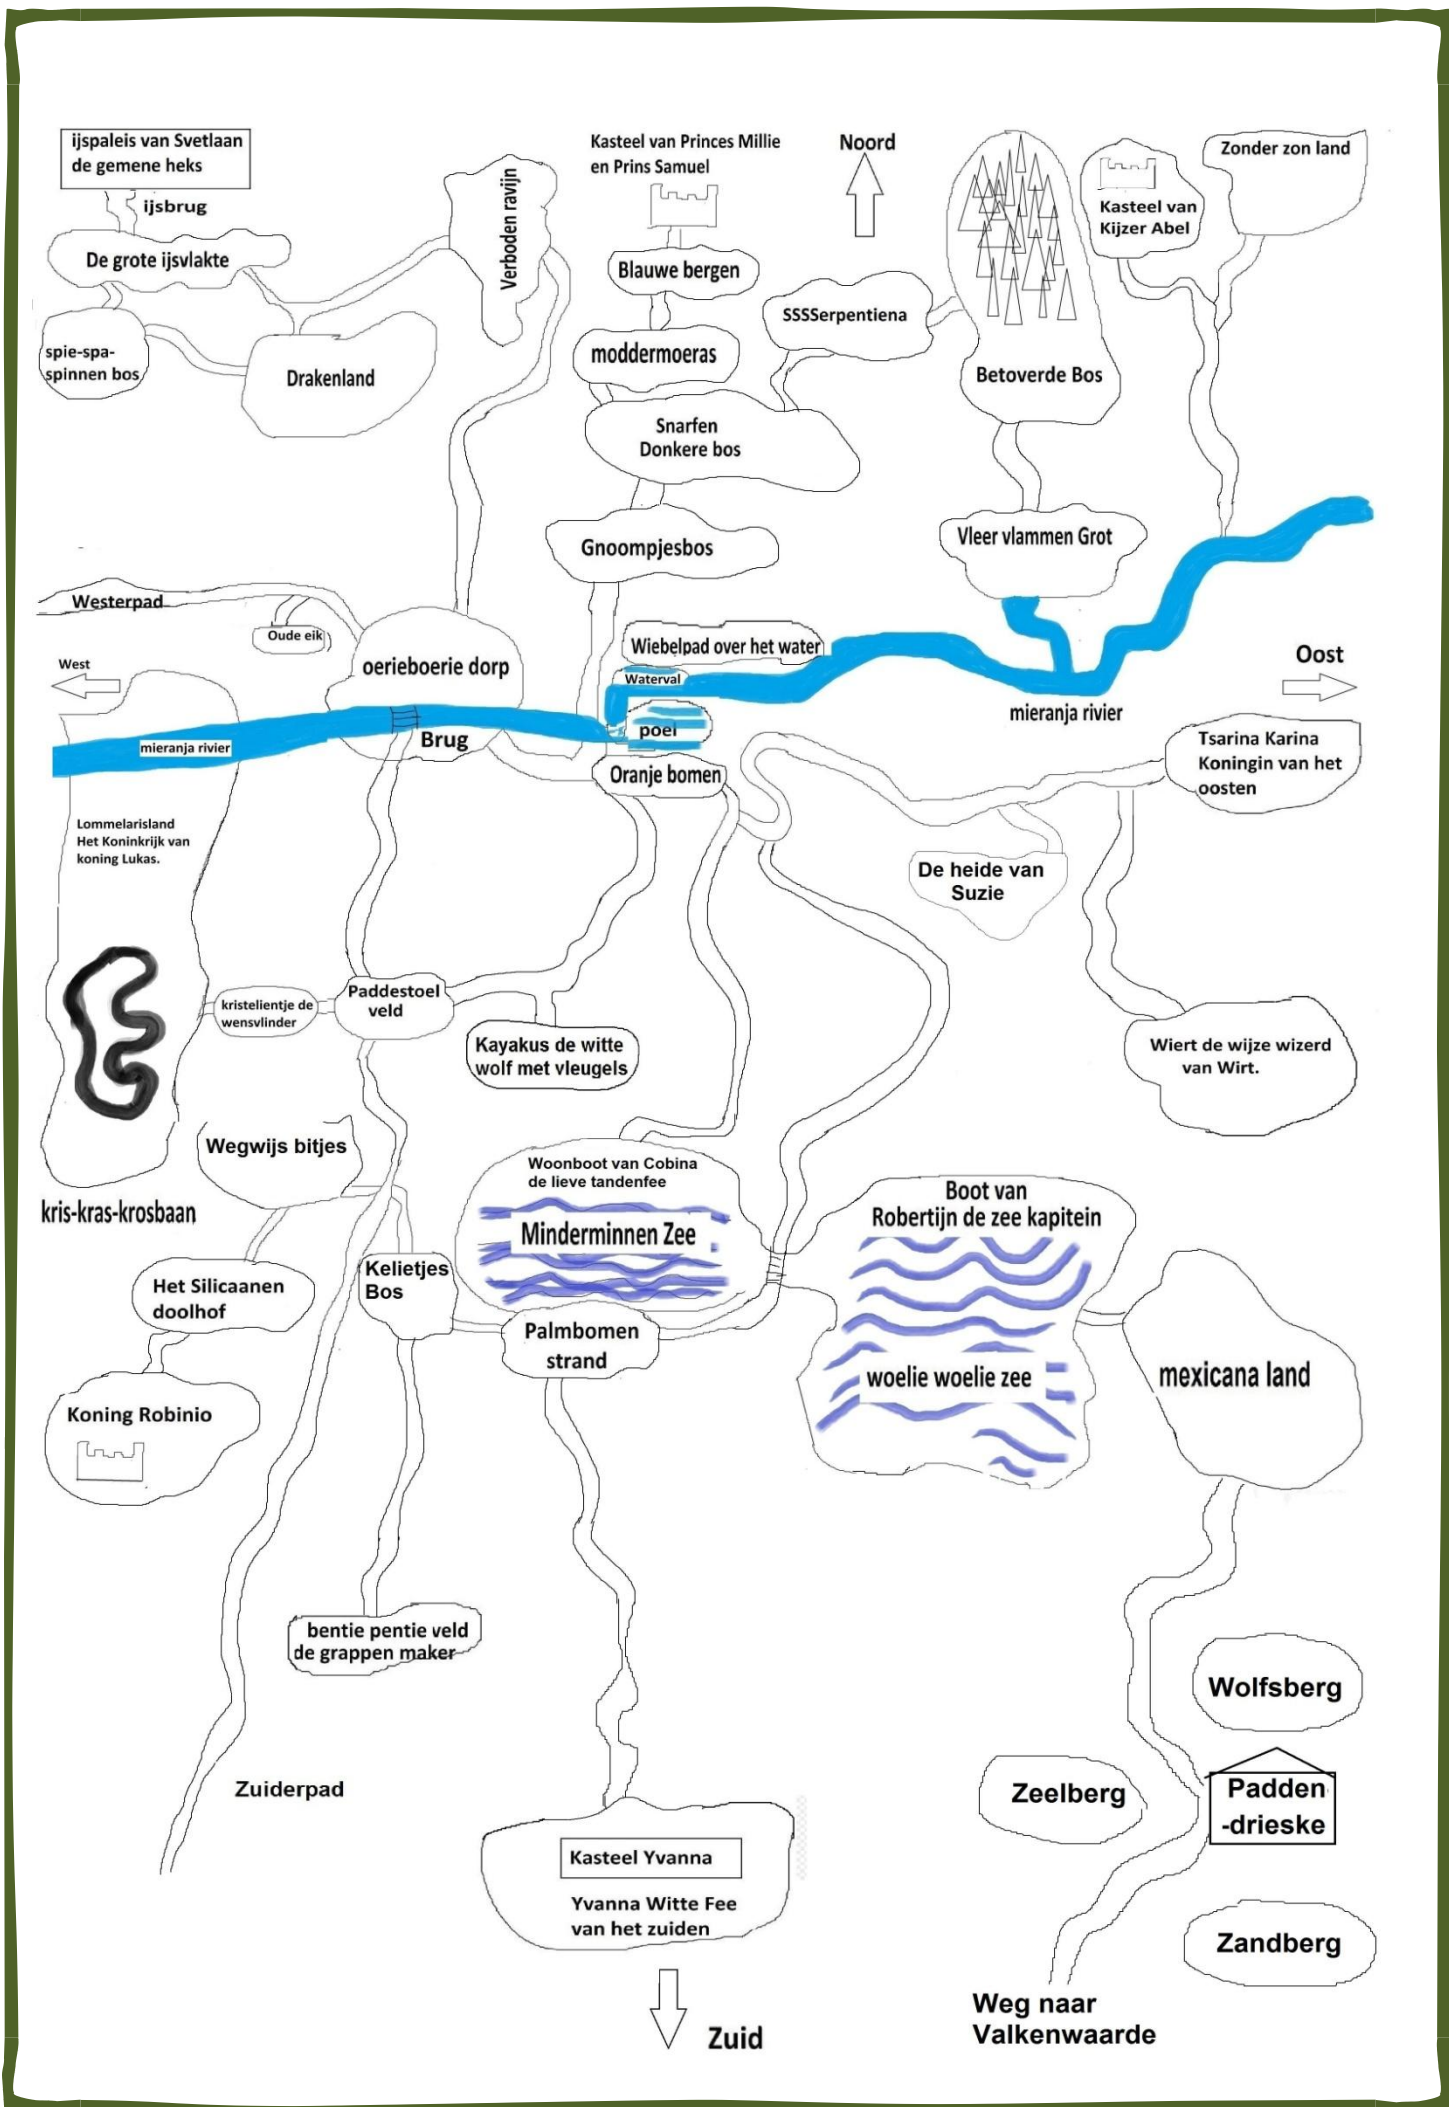 ijspaleis van Svetlaan
de gemene heks
ijsbrug
De grote ijsvlakte
spie-spa-
spinnen bos
Drakenland
Verboden ravijn
Kasteel van Princes Millie
en Prins Samuel
Blauwe bergen
moddermoeras
Snarfen
Donkere bos
Gnoompjesbos
Noord
SSSSerpentiena
Betoverde Bos
Kasteel van
Kijzer Abel
Zonder zon land
Vleer vlammen Grot
Westerpad
Oude eik
West
oerieboerie dorp
Wiebelpad over het water
Waterval
poel
Oost
mieranja rivier
mieranja rivier
Brug
Oranje bomen
Tsarina Karina
Koningin van het
oosten
Lommelarisland
Het Koninkrijk van
koning Lukas.
De heide van
Suzie
kristelientje de
wensvlinder
Paddestoel
veld
Kayakus de witte
wolf met vleugels
Wiert de wijze wizerd
van Wirt.
kris-kras-krosbaan
Wegwijs bitjes
Woonboot van Cobina
de lieve tandenfee
Minderminnen Zee
Boot van
Robertijn de zee kapitein
Het Silicaanen
doolhof
Kelietjes
Bos
Palmbomen
strand
woelie woelie zee
mexicana land
Koning Robinio
bentie pentie veld
de grappen maker
Wolfsberg
Zuiderpad
Zeelberg
Padden
-drieske
Kasteel Yvanna
Yvanna Witte Fee
van het zuiden
Zandberg
Weg naar
Valkenwaarde
Zuid